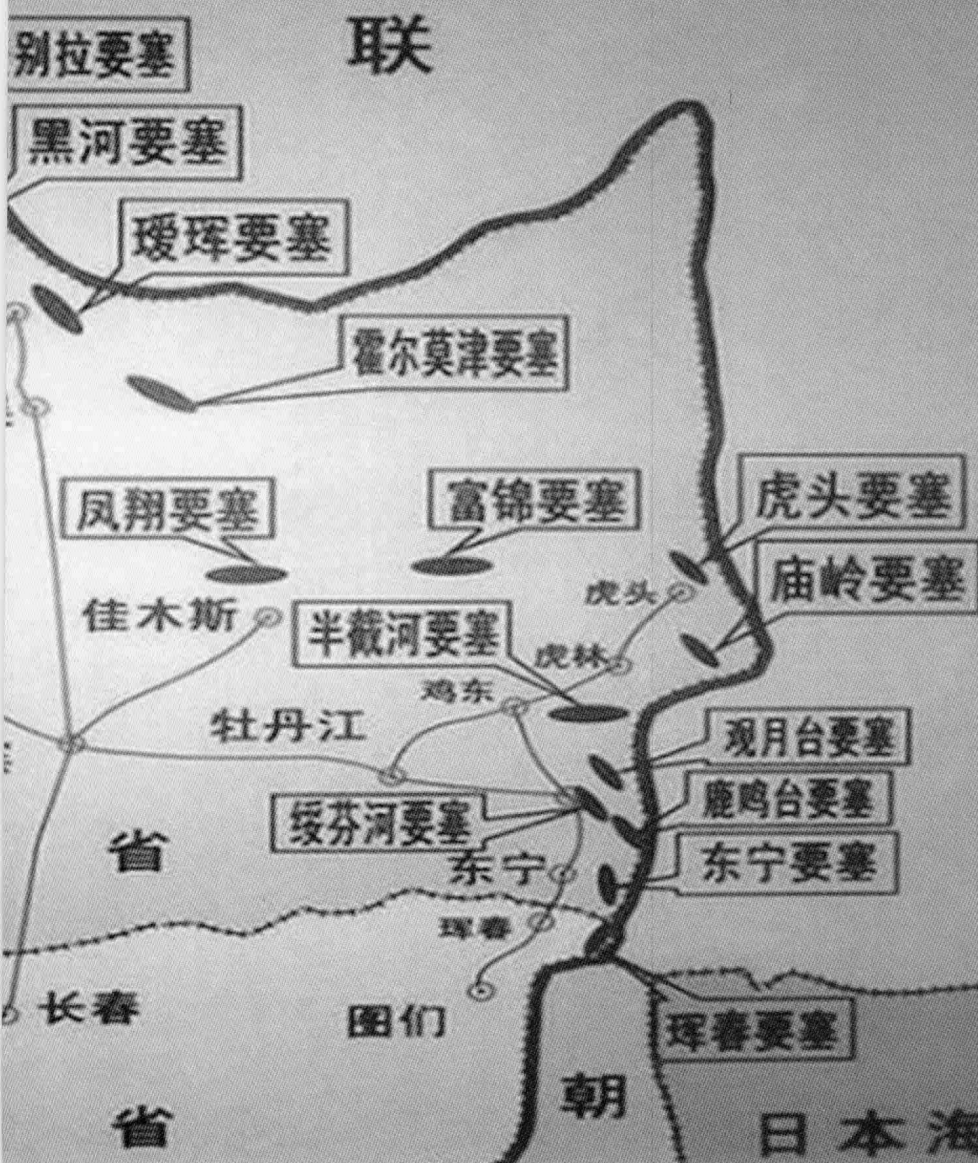 联
别拉要塞
黑河要塞
瑷珲要塞
霍尔莫津要塞
凤翔要塞
富锦要塞
虎头要塞
庙岭要塞
虎头
佳木斯
半截河要塞
虎林
鸡东
牡丹江
观月台要塞
鹿鸣台要塞
绥芬河要塞
省
东宁
东宁要塞
珲春
长春
图们
珲春要塞
朝
省
日本海